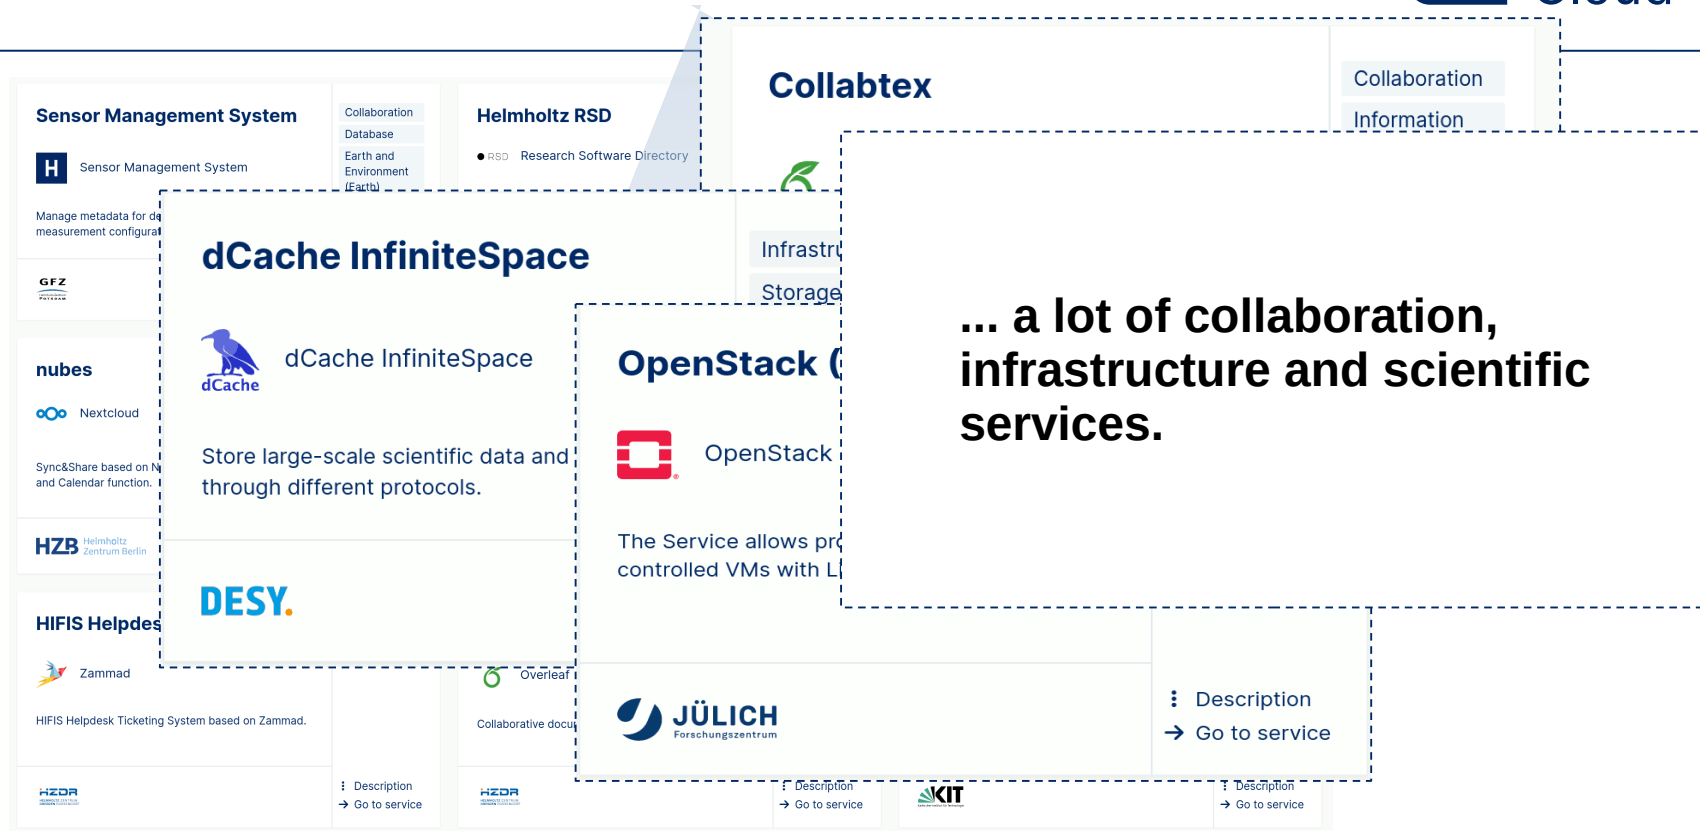 Cloud
Sensor Management System
Sensor Management System
Collaboration
Database
Earth and
Environment
(Earth)
Manage metadata for de
measurement configurat
GFZ
POTSDAM
Helmholtz RSD
RSD
Research Software Directory
Collabtex
Collaboration
Information
nubes
Nextcloud
Sync&Share based on N
and Calendar function.
HZB Helmholtz
Zentrum Berlin
dCache InfiniteSpace
dCache
dCache InfiniteSpace
Infrastru
Storage
Store large-scale scientific data and
through different protocols.
DESY.
OpenStack (
OpenStack
The Service allows pro
controlled VMs with LI
JÜLICH
Forschungszentrum
Description
Go to service
... a lot of collaboration,
infrastructure and scientific
services.
HIFIS Helpdes
Zammad
HIFIS Helpdesk Ticketing System based on Zammad.
HZDR
Description
Go to service
Overleaf
Collaborative docu
HZDR
Description
Go to service
KIT
Description
Go to service